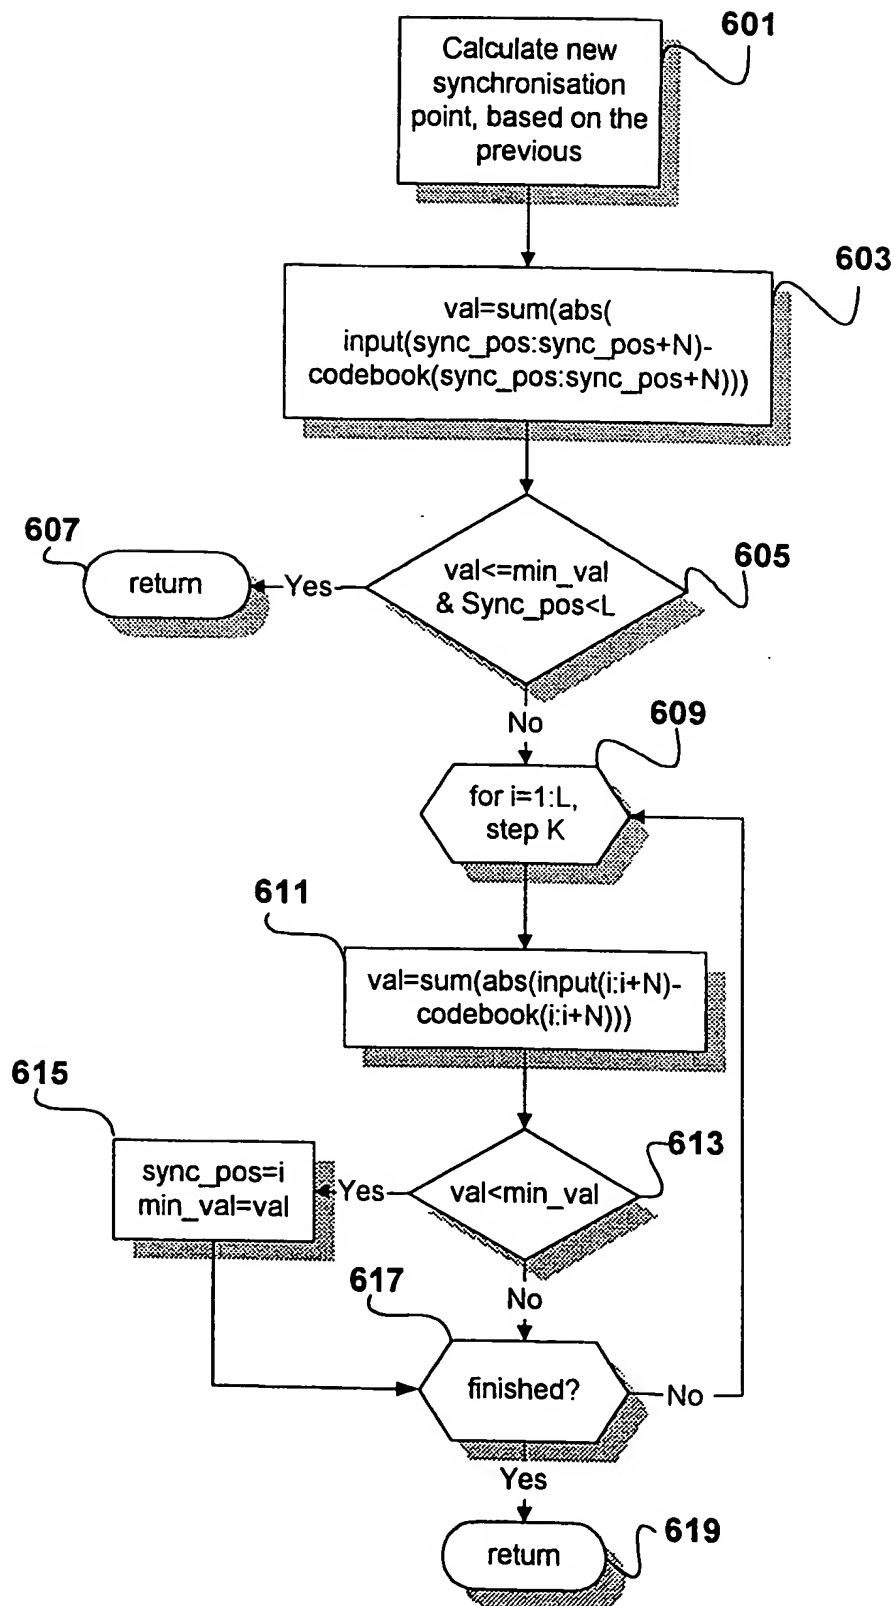 601
Calculate new
synchronisation
point, based on the
previous
603
val=sum(abs(
input(sync_pos:sync_pos+N)-
codebook(sync_pos:sync_pos+N)))
605
val<=min_val
& Sync_pos<L
Yes
607
return
No
609
for i=1:L,
step K
611
val=sum(abs(input(i:i+N)-
codebook(i:i+N)))
613
val<min_val
Yes
615
sync_pos=i
min_val=val
No
617
finished?
No
Yes
619
return